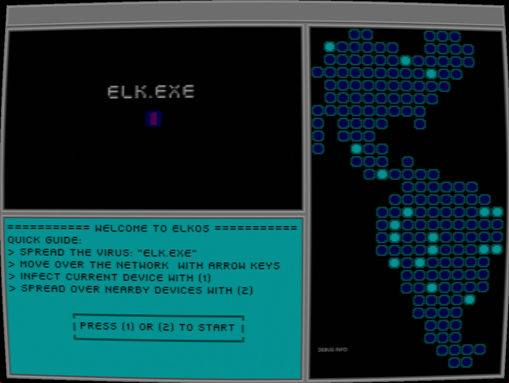 ELK.EXE
=========== WELCOME TO ELKOS ===========
QUICK GUIDE:
> SPREAD THE VIRUS: "ELK.EXE"
> MOVE OVER THE NETWORK WITH ARROW KEYS
> INFECT CURRENT DEVICE WITH (1)
> SPREAD OVER NEARBY DEVICES WITH (2)
PRESS (1) OR (2) TO START
DEBUG INFO